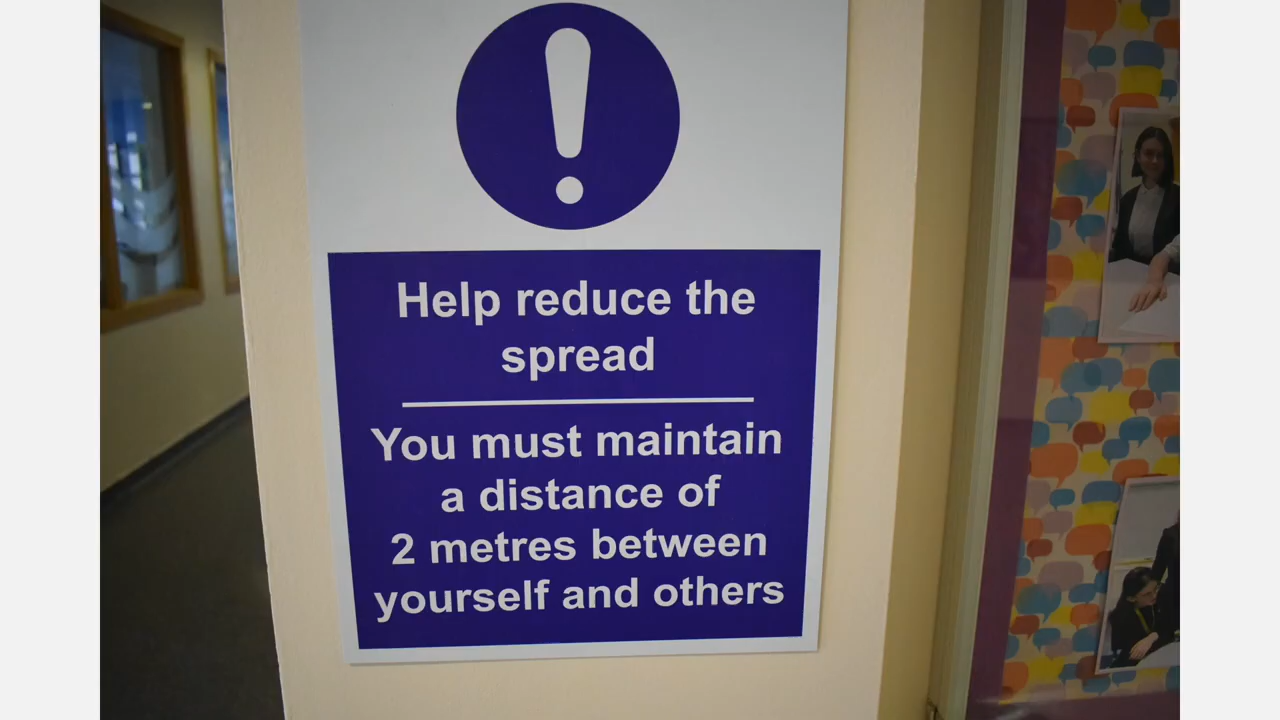 !
Help reduce the
spread
You must maintain
a distance of
2 metres between
yourself and others